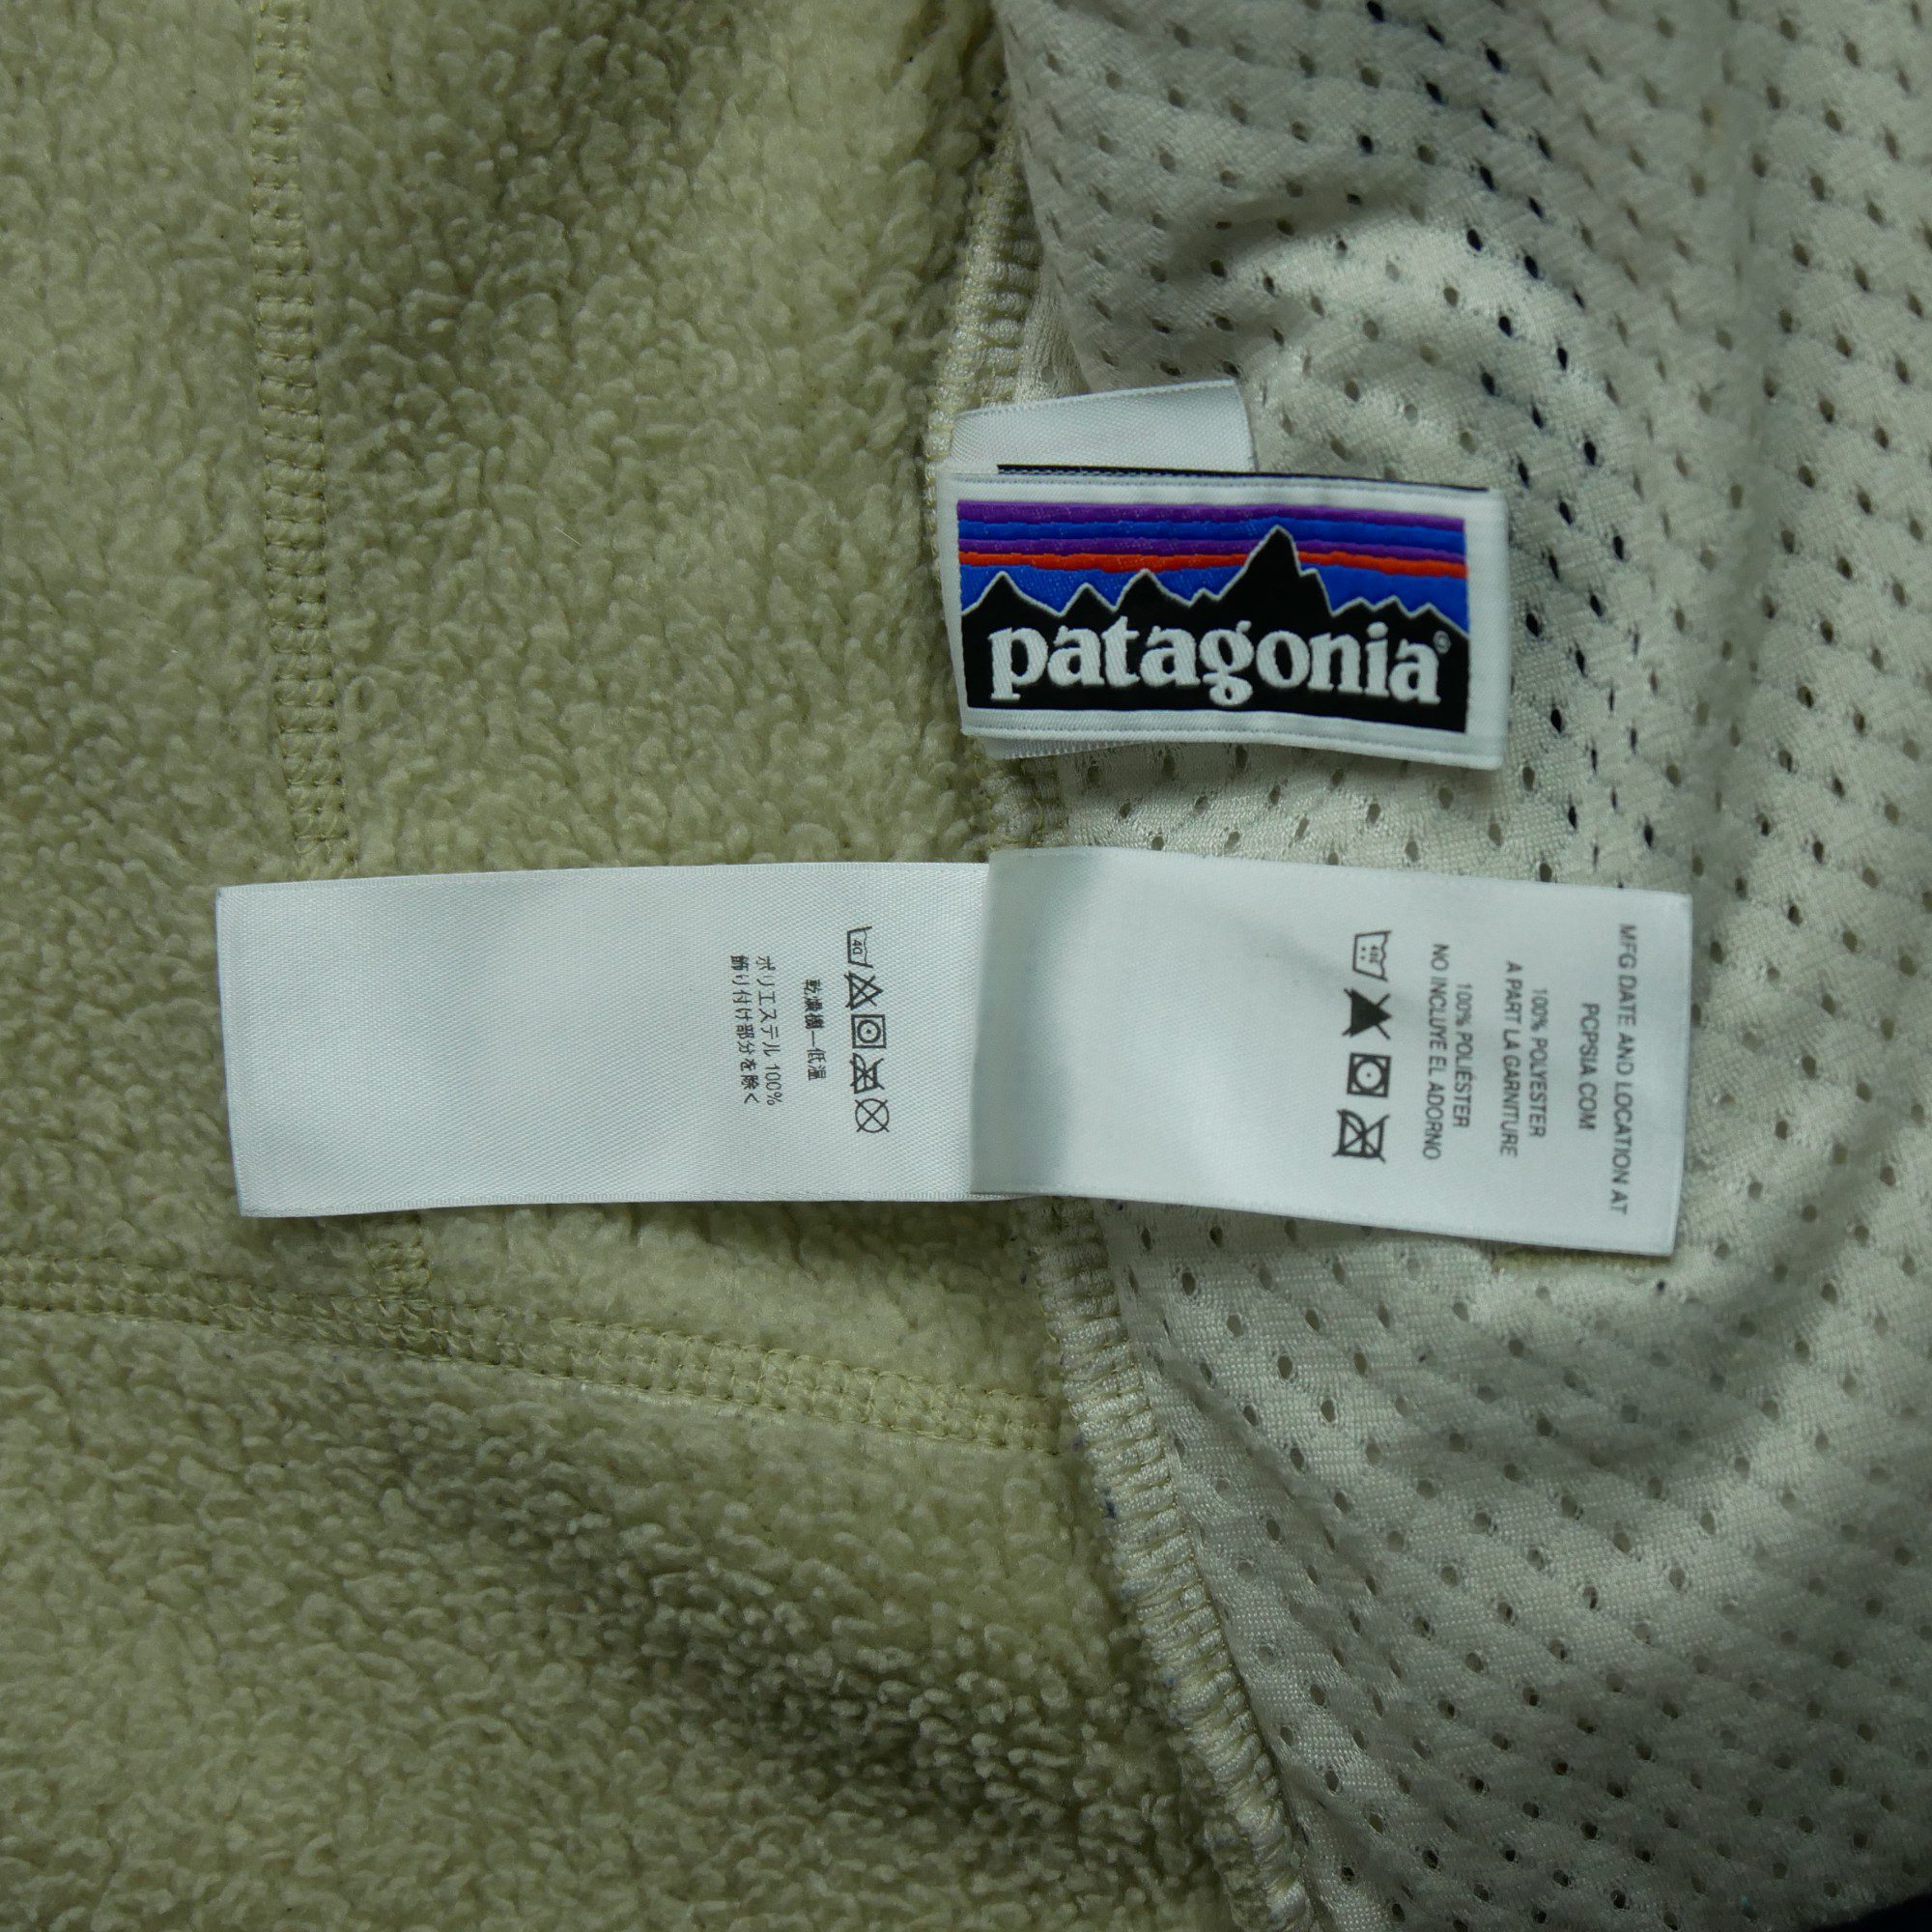 patagonia®
MFG DATE AND LOCATION AT
PCPSIA.COM
100% POLYESTER
A PART LA GARNITURE
100% POLIÉSTER
NO INCLUYE EL ADORNO
40
乾燥機—低温
ポリエステル 100%
飾り付け部分を除く